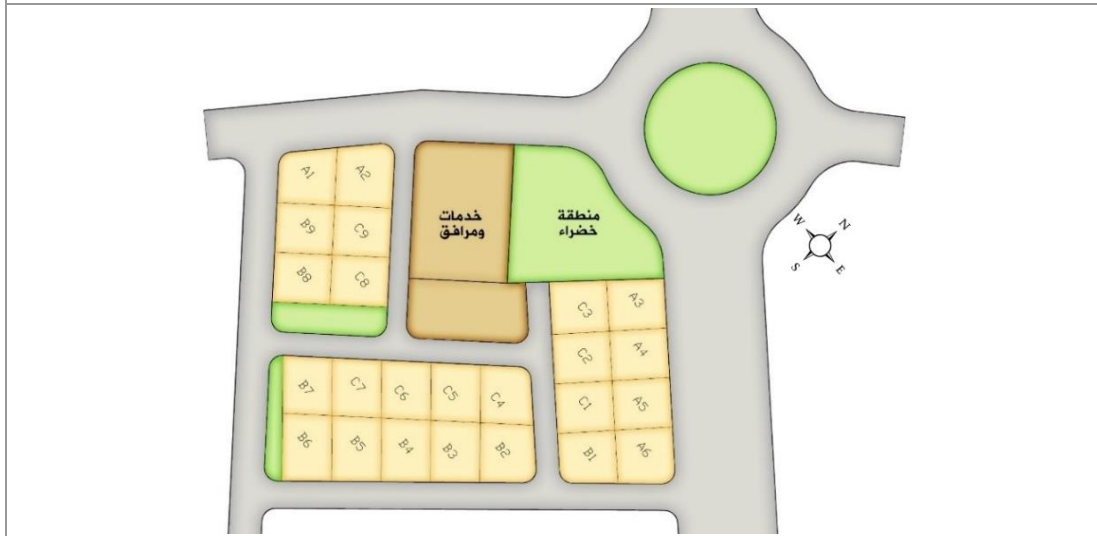 A1 A2
B9 C9
B8 C8
خدمات
ومرافق
منطقة
خضراء
W N
S E
C3 A3
C2 A4
C1 A5
B1 A6
B7 C7 C6 C5 C4
B6 B5 B4 B3 B2